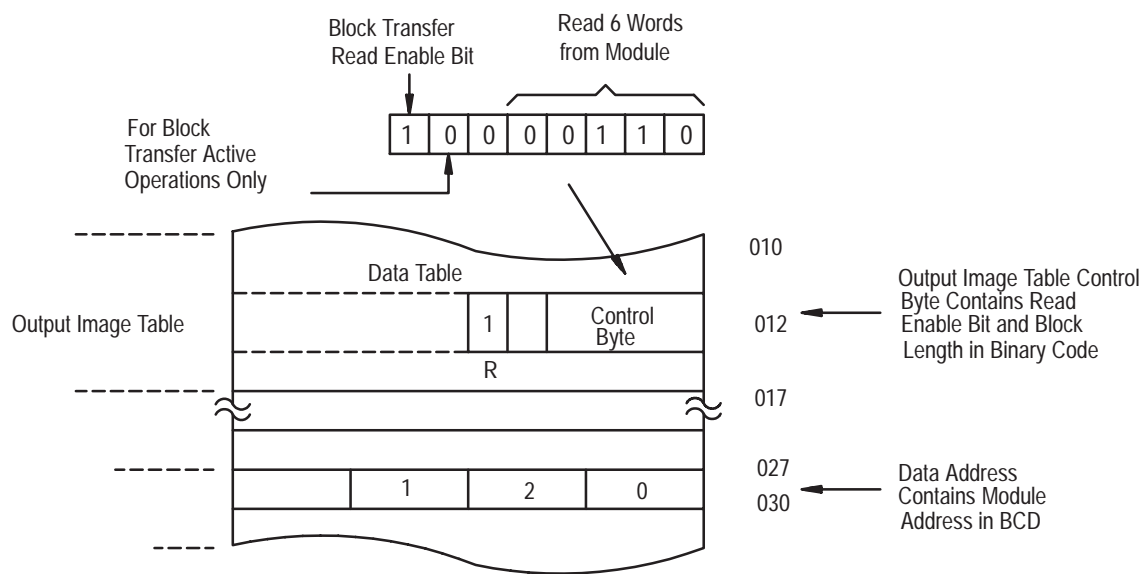 Block Transfer
Read Enable Bit
Read 6 Words
from Module
For Block
Transfer Active
Operations Only
1 0 0 0 0 1 1 0
010
Data Table
Output Image Table
1
Control
Byte
012
Output Image Table Control
Byte Contains Read
Enable Bit and Block
Length in Binary Code
R
017
027
1 2 0
030
Data Address
Contains Module
Address in BCD